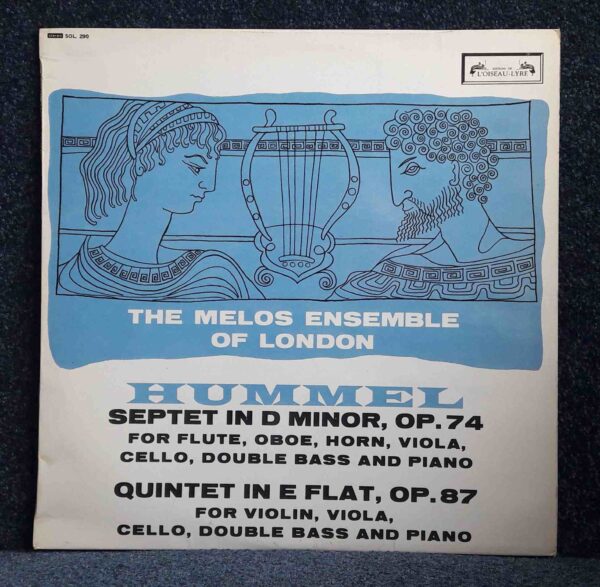 STEREO SOL. 290
EDITIONS DE
L'OISEAU-LYRE
THE MELOS ENSEMBLE
OF LONDON
HUMMEL
SEPTET IN D MINOR, OP.74
FOR FLUTE, OBOE, HORN, VIOLA,
CELLO, DOUBLE BASS AND PIANO
QUINTET IN E FLAT, OP.87
FOR VIOLIN, VIOLA,
CELLO, DOUBLE BASS AND PIANO